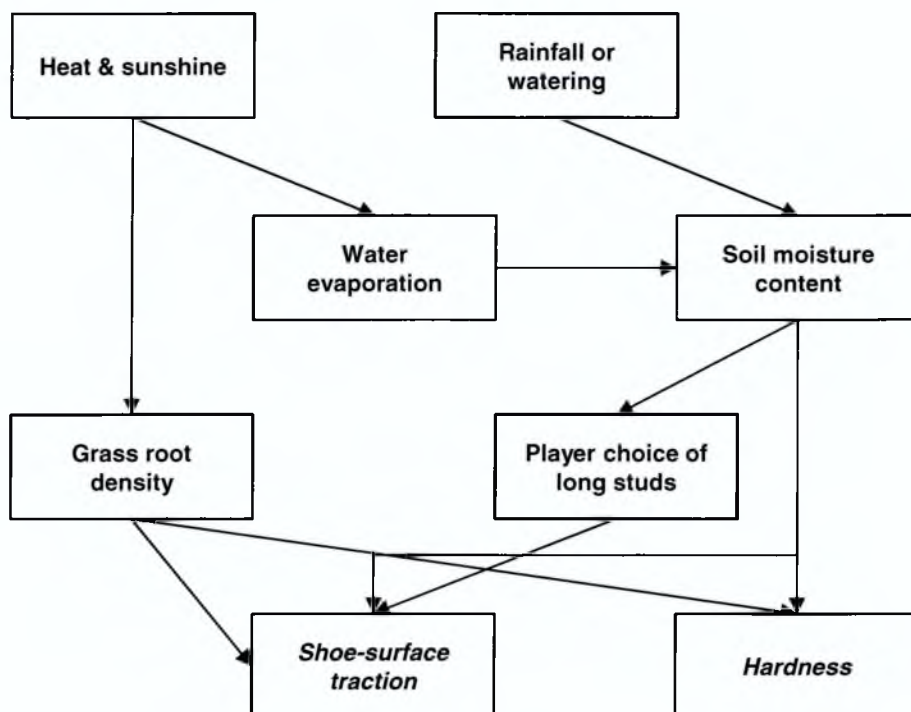 Heat & sunshine
Rainfall or
watering
Water
evaporation
Soil moisture
content
Grass root
density
Player choice of
long studs
Shoe-surface
traction
Hardness